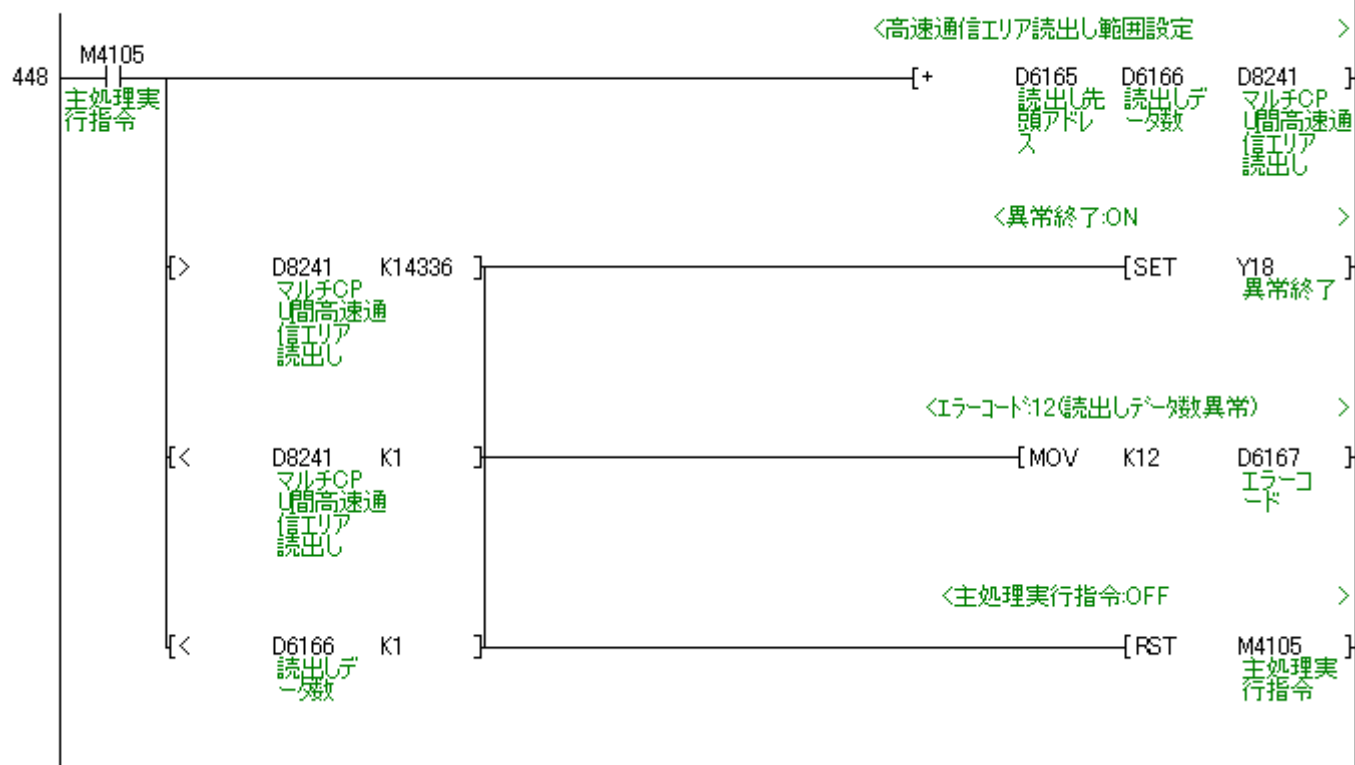 <高速通信エリア読出し範囲設定 >
M4105
448
[+ D6165 D6166 D8241 ]
主処理実
行指令
読出し先
頭アドレ
ス
読出しデ
ータ数
マルチCP
U間高速通
信エリア
読出し
<異常終了:ON >
[> D8241 K14336 ]
[SET Y18 ]
マルチCP
U間高速通
信エリア
読出し
異常終了
<エラーコード:12(読出しデータ数異常) >
[< D8241 K1 ]
[MOV K12 D6167 ]
マルチCP
U間高速通
信エリア
読出し
エラーコ
ード
<主処理実行指令:OFF >
[< D6166 K1 ]
[RST M4105 ]
読出しデ
ータ数
主処理実
行指令